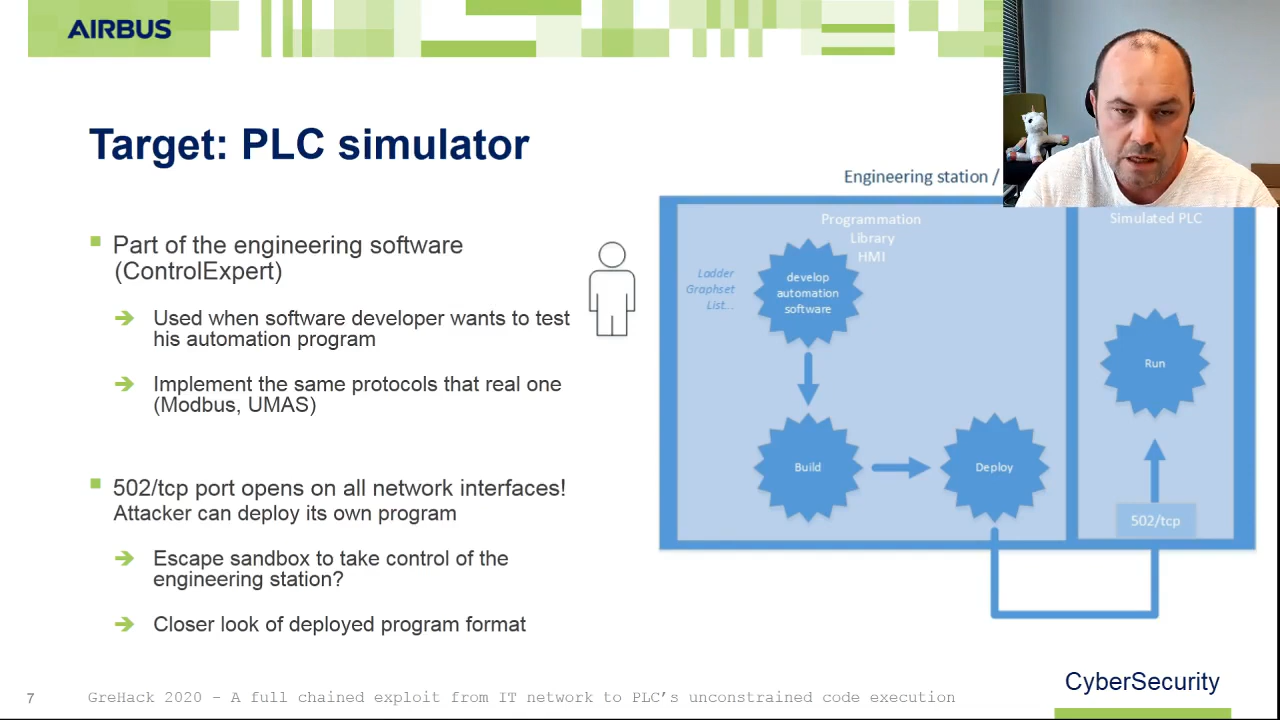 AIRBUS
Target: PLC simulator
Part of the engineering software
(ControlExpert)
Used when software developer wants to test
his automation program
Implement the same protocols that real one
(Modbus, UMAS)
502/tcp port opens on all network interfaces!
Attacker can deploy its own program
Escape sandbox to take control of the
engineering station?
Closer look of deployed program format
Engineering station /
Programmation
Library
HMI
Simulated PLC
Ladder
Graphset
List...
develop
automation
software
Run
Build
Deploy
502/tcp
CyberSecurity
7
GreHack 2020 - A full chained exploit from IT network to PLC’s unconstrained code execution